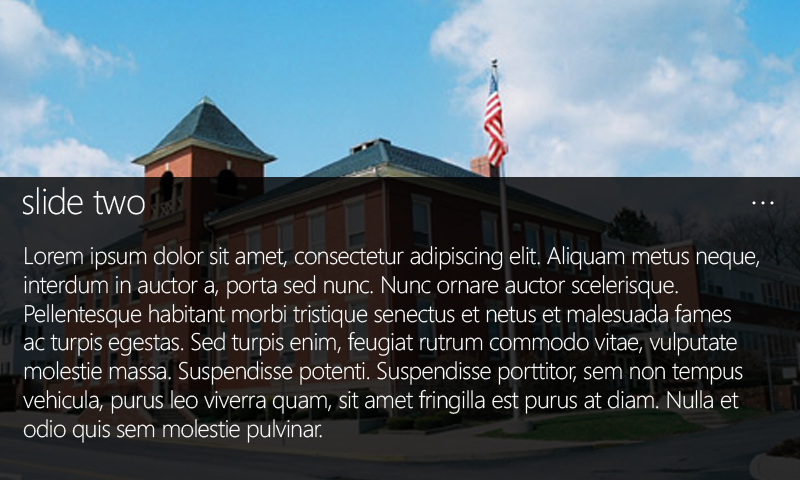 slide two
...
Lorem ipsum dolor sit amet, consectetur adipiscing elit. Aliquam metus neque,
interdum in auctor a, porta sed nunc. Nunc ornare auctor scelerisque.
Pellentesque habitant morbi tristique senectus et netus et malesuada fames
ac turpis egestas. Sed turpis enim, feugiat rutrum commodo vitae, vulputate
molestie massa. Suspendisse potenti. Suspendisse porttitor, sem non tempus
vehicula, purus leo viverra quam, sit amet fringilla est purus at diam. Nulla et
odio quis sem molestie pulvinar.